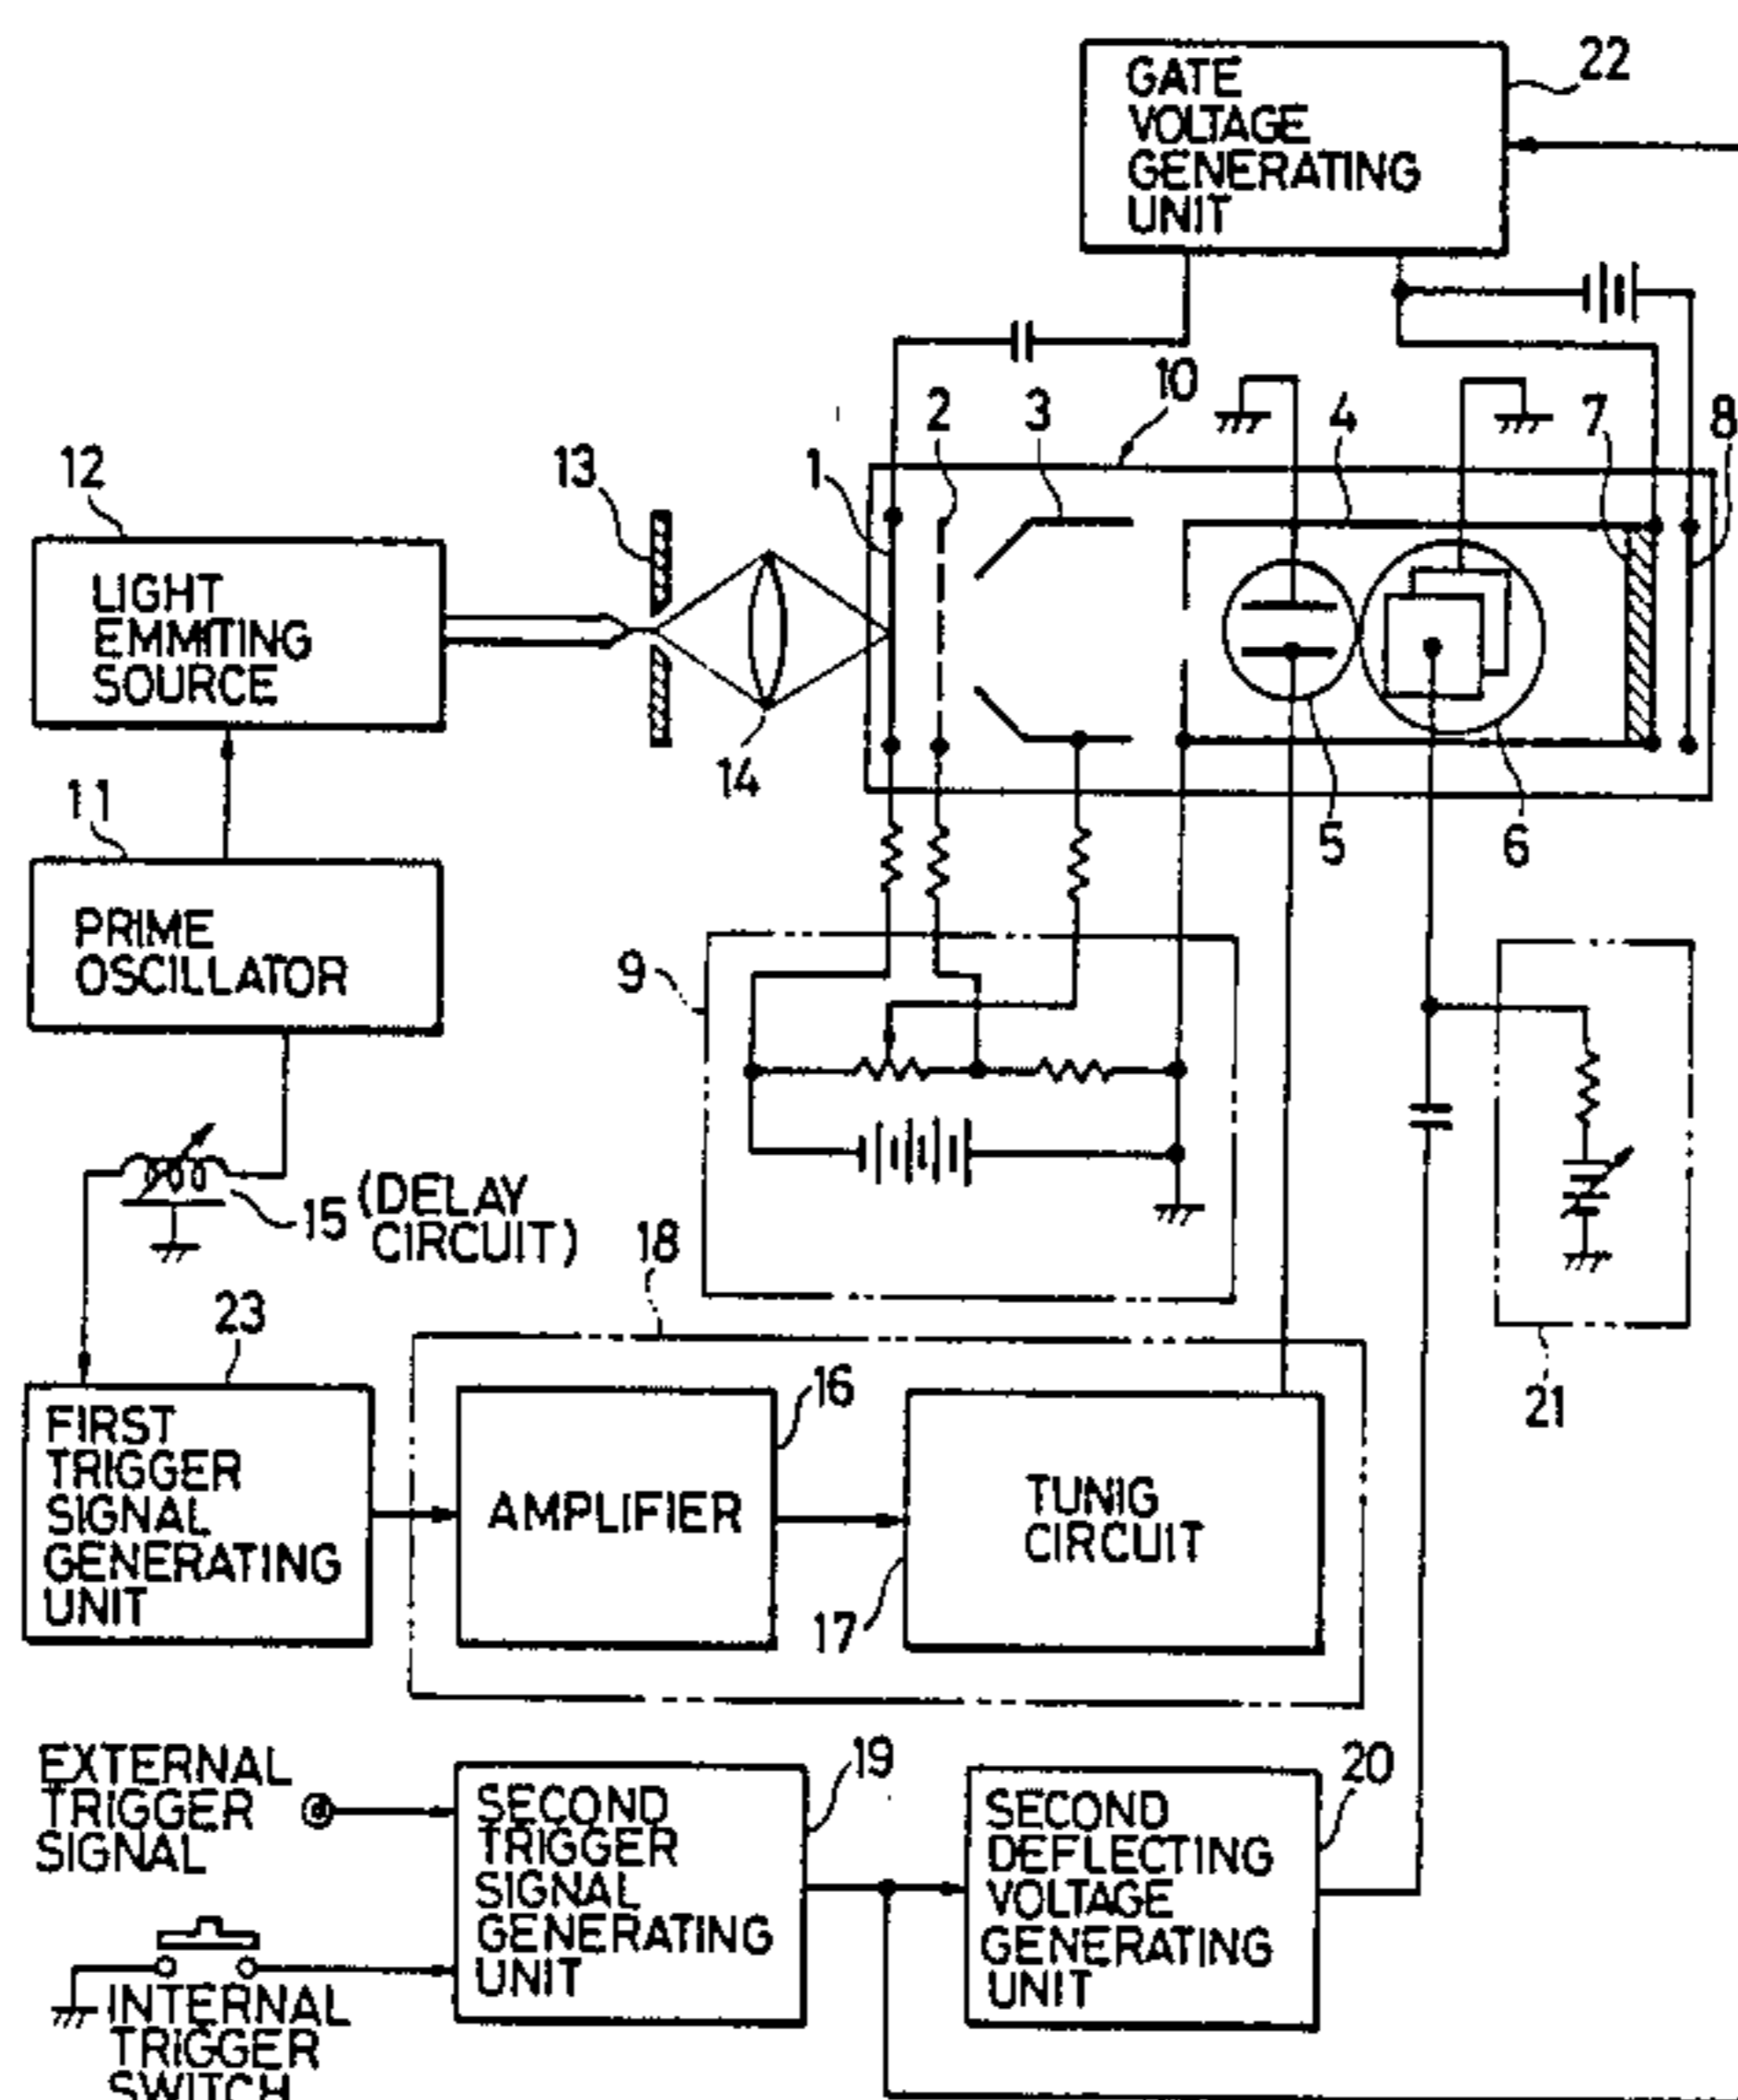 22
GATE
VOLTAGE
GENERATING
UNIT
10
2
3
4
7
8
1
12
13
LIGHT
EMMITING
SOURCE
14
5
6
11
PRIME
OSCILLATOR
9
15 (DELAY
CIRCUIT)
18
21
23
16
FIRST
TRIGGER
SIGNAL
GENERATING
UNIT
AMPLIFIER
TUNIG
CIRCUIT
17
EXTERNAL
TRIGGER
SIGNAL
19
SECOND
TRIGGER
SIGNAL
GENERATING
UNIT
20
SECOND
DEFLECTING
VOLTAGE
GENERATING
UNIT
INTERNAL
TRIGGER
SWITCH